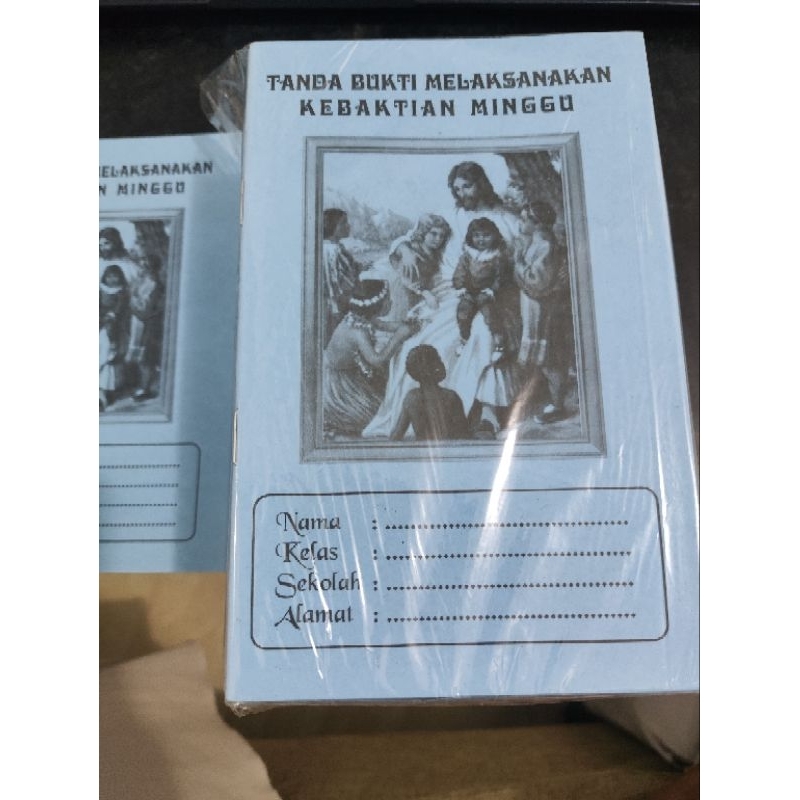 TANDA BUKTI MELAKSANAKAN
KEBAKTIAN MINGGU
Nama : ........................................
Kelas : ........................................
Sekolah : ........................................
Alamat : ........................................
MELAKSANAKAN
N MINGGU